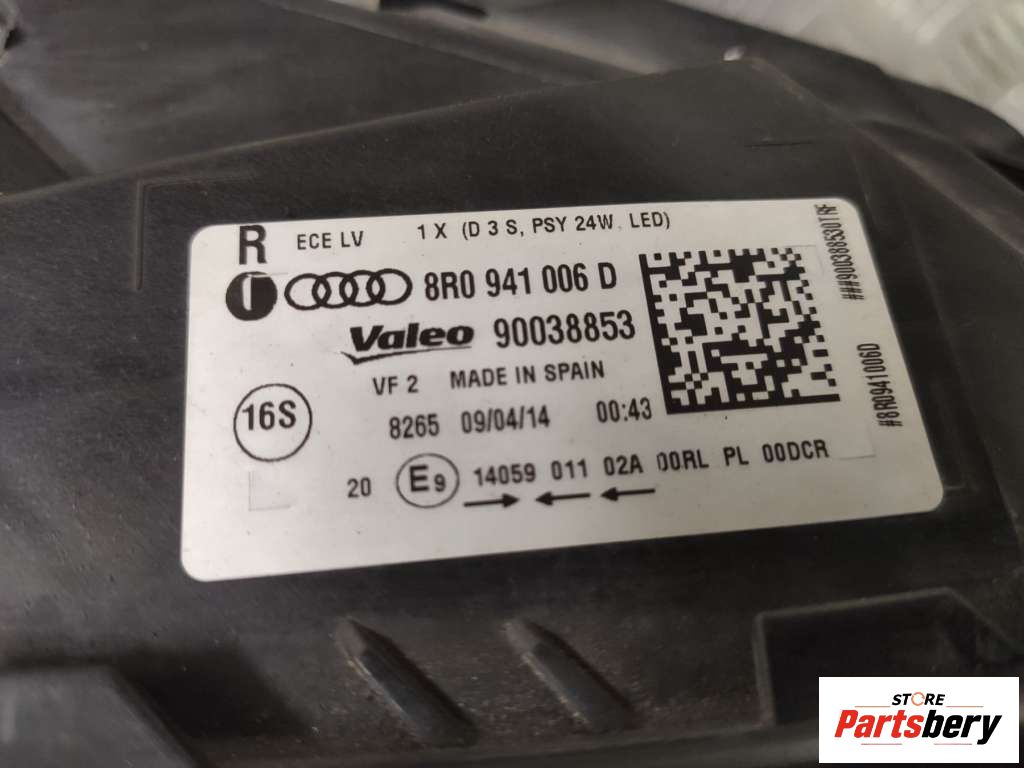 R ECE LV 1 X (D 3 S, PSY 24W, LED)
8R0 941 006 D
Valeo 90038853
VF 2 MADE IN SPAIN
16S
8265 09/04/14 00:43
20 E9 14059 011 02A 00RL PL 00DCR
#8R0941006D
STORE
Partsbery